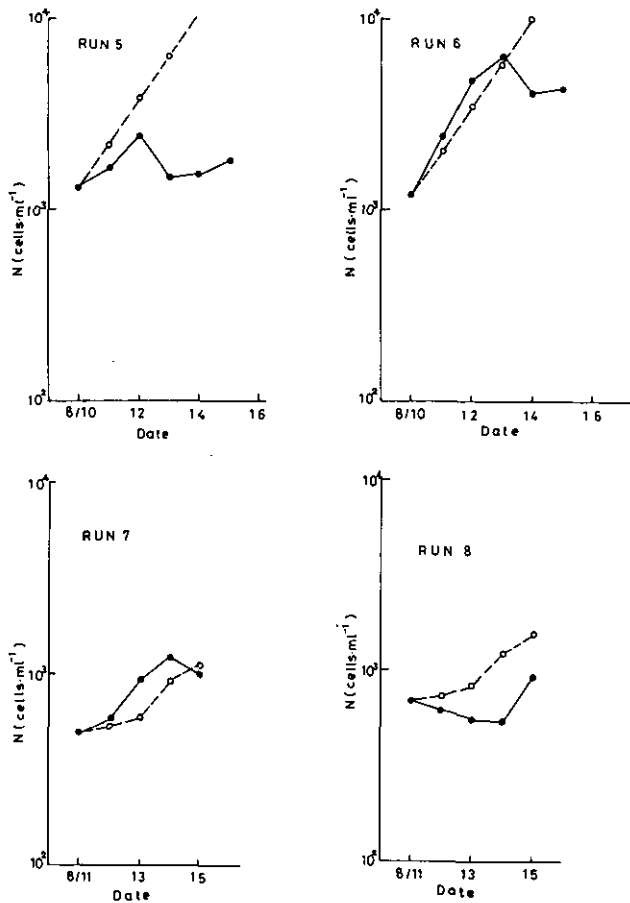 10⁴
RUN 5
10³
10²
N (cells·ml⁻¹)
8/10 12 14 16
Date
10⁴
RUN 6
10³
10²
N (cells·ml⁻¹)
8/10 12 14 16
Date
10⁴
RUN 7
10³
10²
N (cells·ml⁻¹)
8/11 13 15
Date
10⁴
RUN 8
10³
10²
N (cells·ml⁻¹)
8/11 13 15
Date